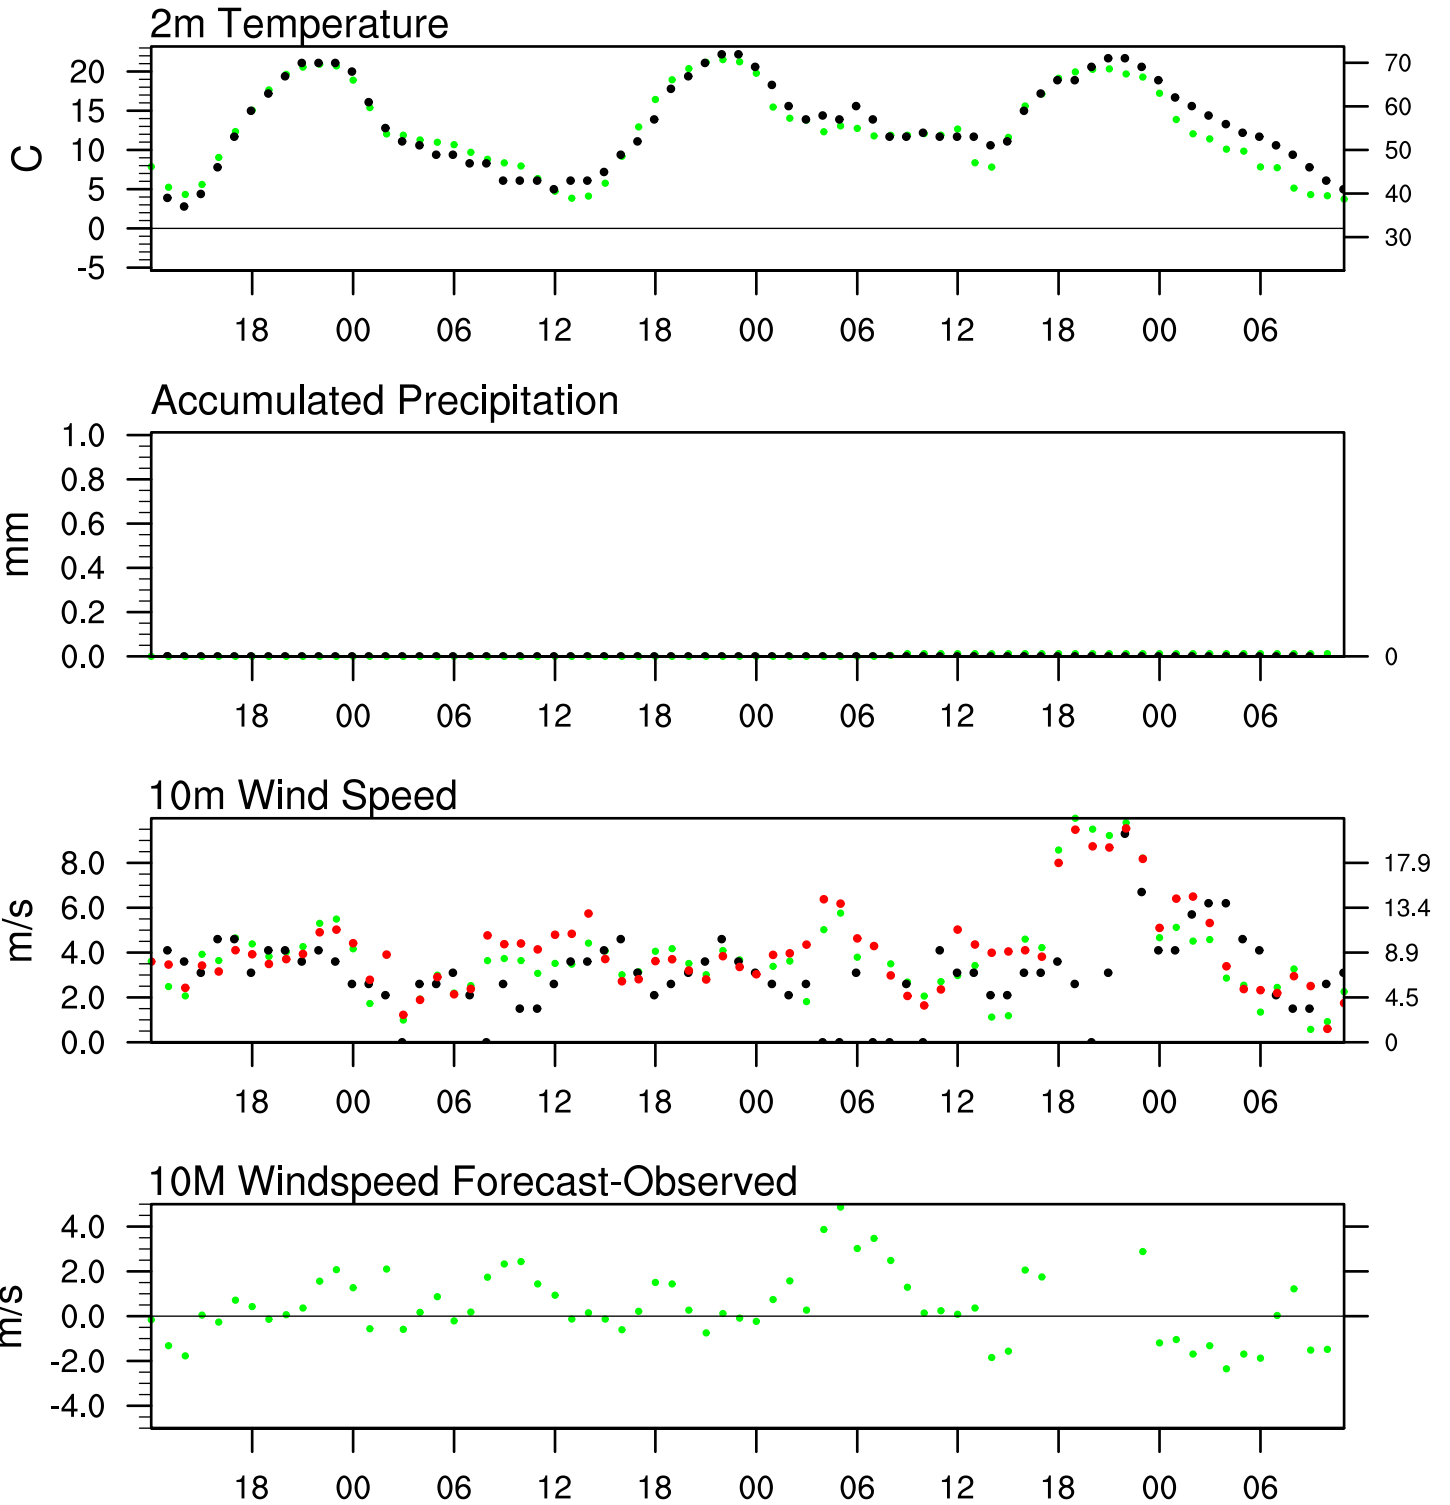 2m Temperature
20
15
10
5
0
-5
C
70
60
50
40
30
18 00 06 12 18 00 06 12 18 00 06
Accumulated Precipitation
1.0
0.8
0.6
0.4
0.2
0.0
mm
0
18 00 06 12 18 00 06 12 18 00 06
10m Wind Speed
8.0
6.0
4.0
2.0
0.0
m/s
17.9
13.4
8.9
4.5
0
18 00 06 12 18 00 06 12 18 00 06
10M Windspeed Forecast-Observed
4.0
2.0
0.0
-2.0
-4.0
m/s
18 00 06 12 18 00 06 12 18 00 06